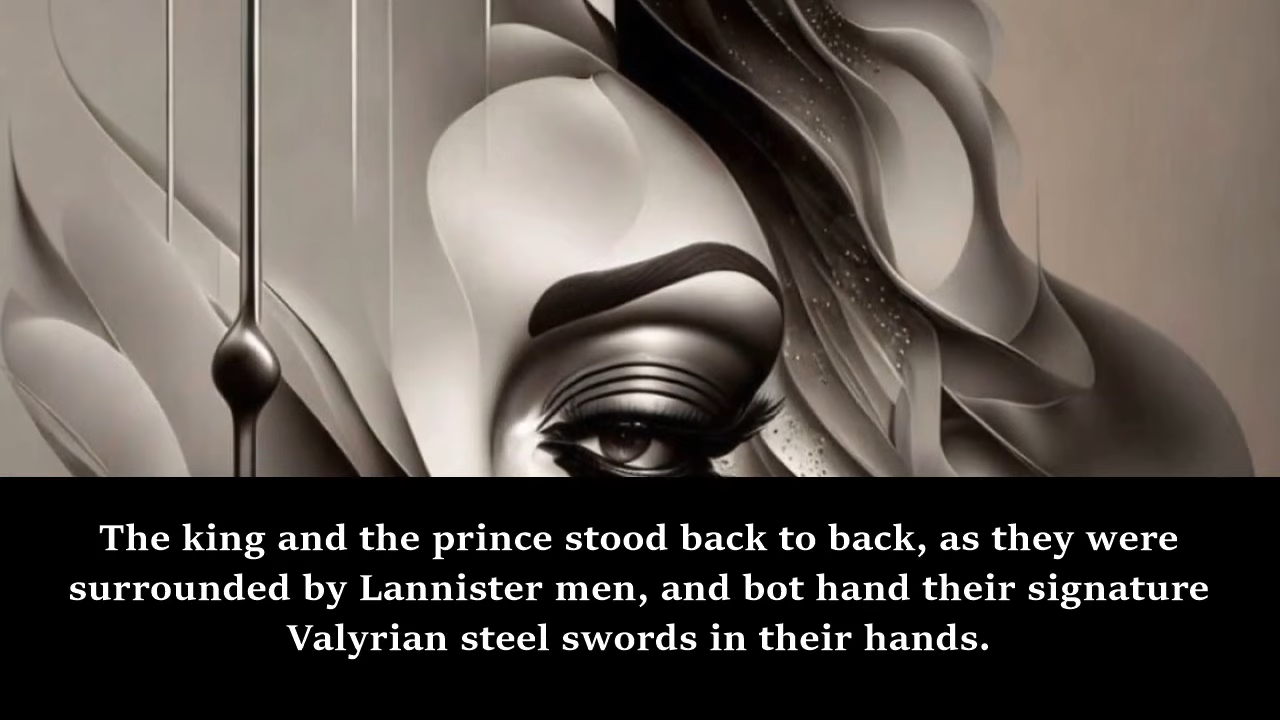 The king and the prince stood back to back, as they were
surrounded by Lannister men, and bot hand their signature
Valyrian steel swords in their hands.